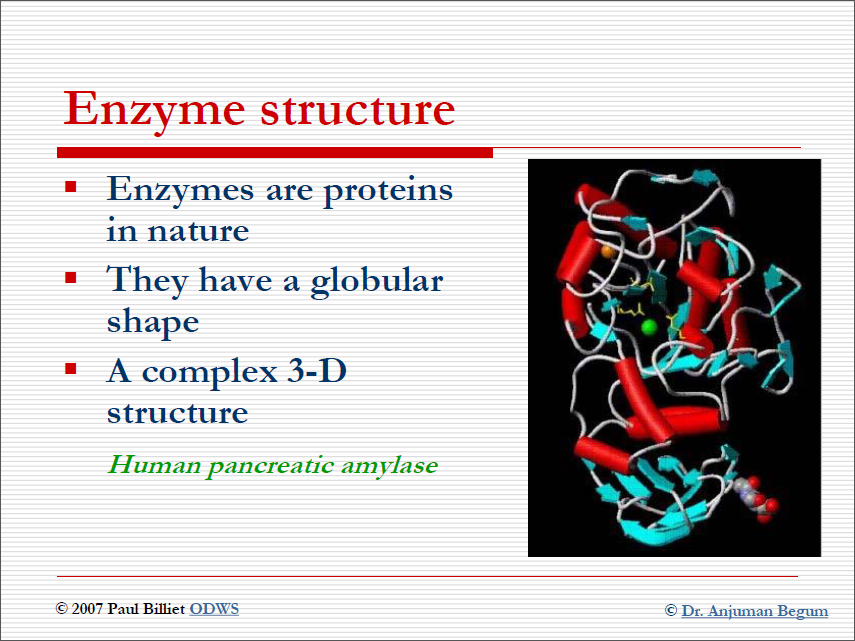 Enzyme structure
Enzymes are proteins
in nature
They have a globular
shape
A complex 3-D
structure
Human pancreatic amylase
© 2007 Paul Billiet ODWS
© Dr. Anjuman Begum